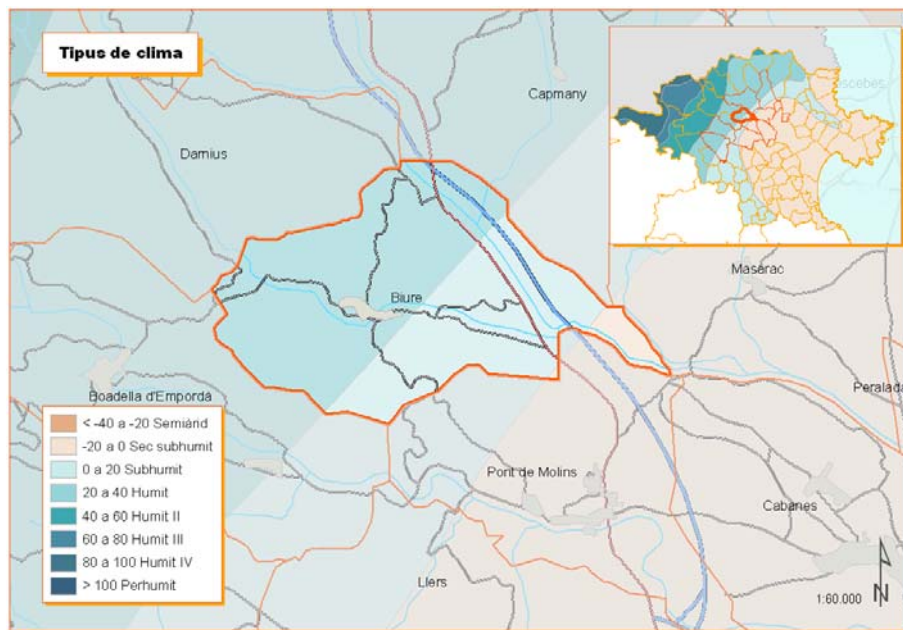 Tipus de clima
Capmany
Darnius
Masarac
Biure
Peralada
Boadella d'Empordà
< -40 a -20 Semiàrid
-20 a 0 Sec subhumit
0 a 20 Subhumit
20 a 40 Humit
40 a 60 Humit II
60 a 80 Humit III
80 a 100 Humit IV
> 100 Perhumit
Pont de Molins
Cabanes
Llers
1:60.000
N